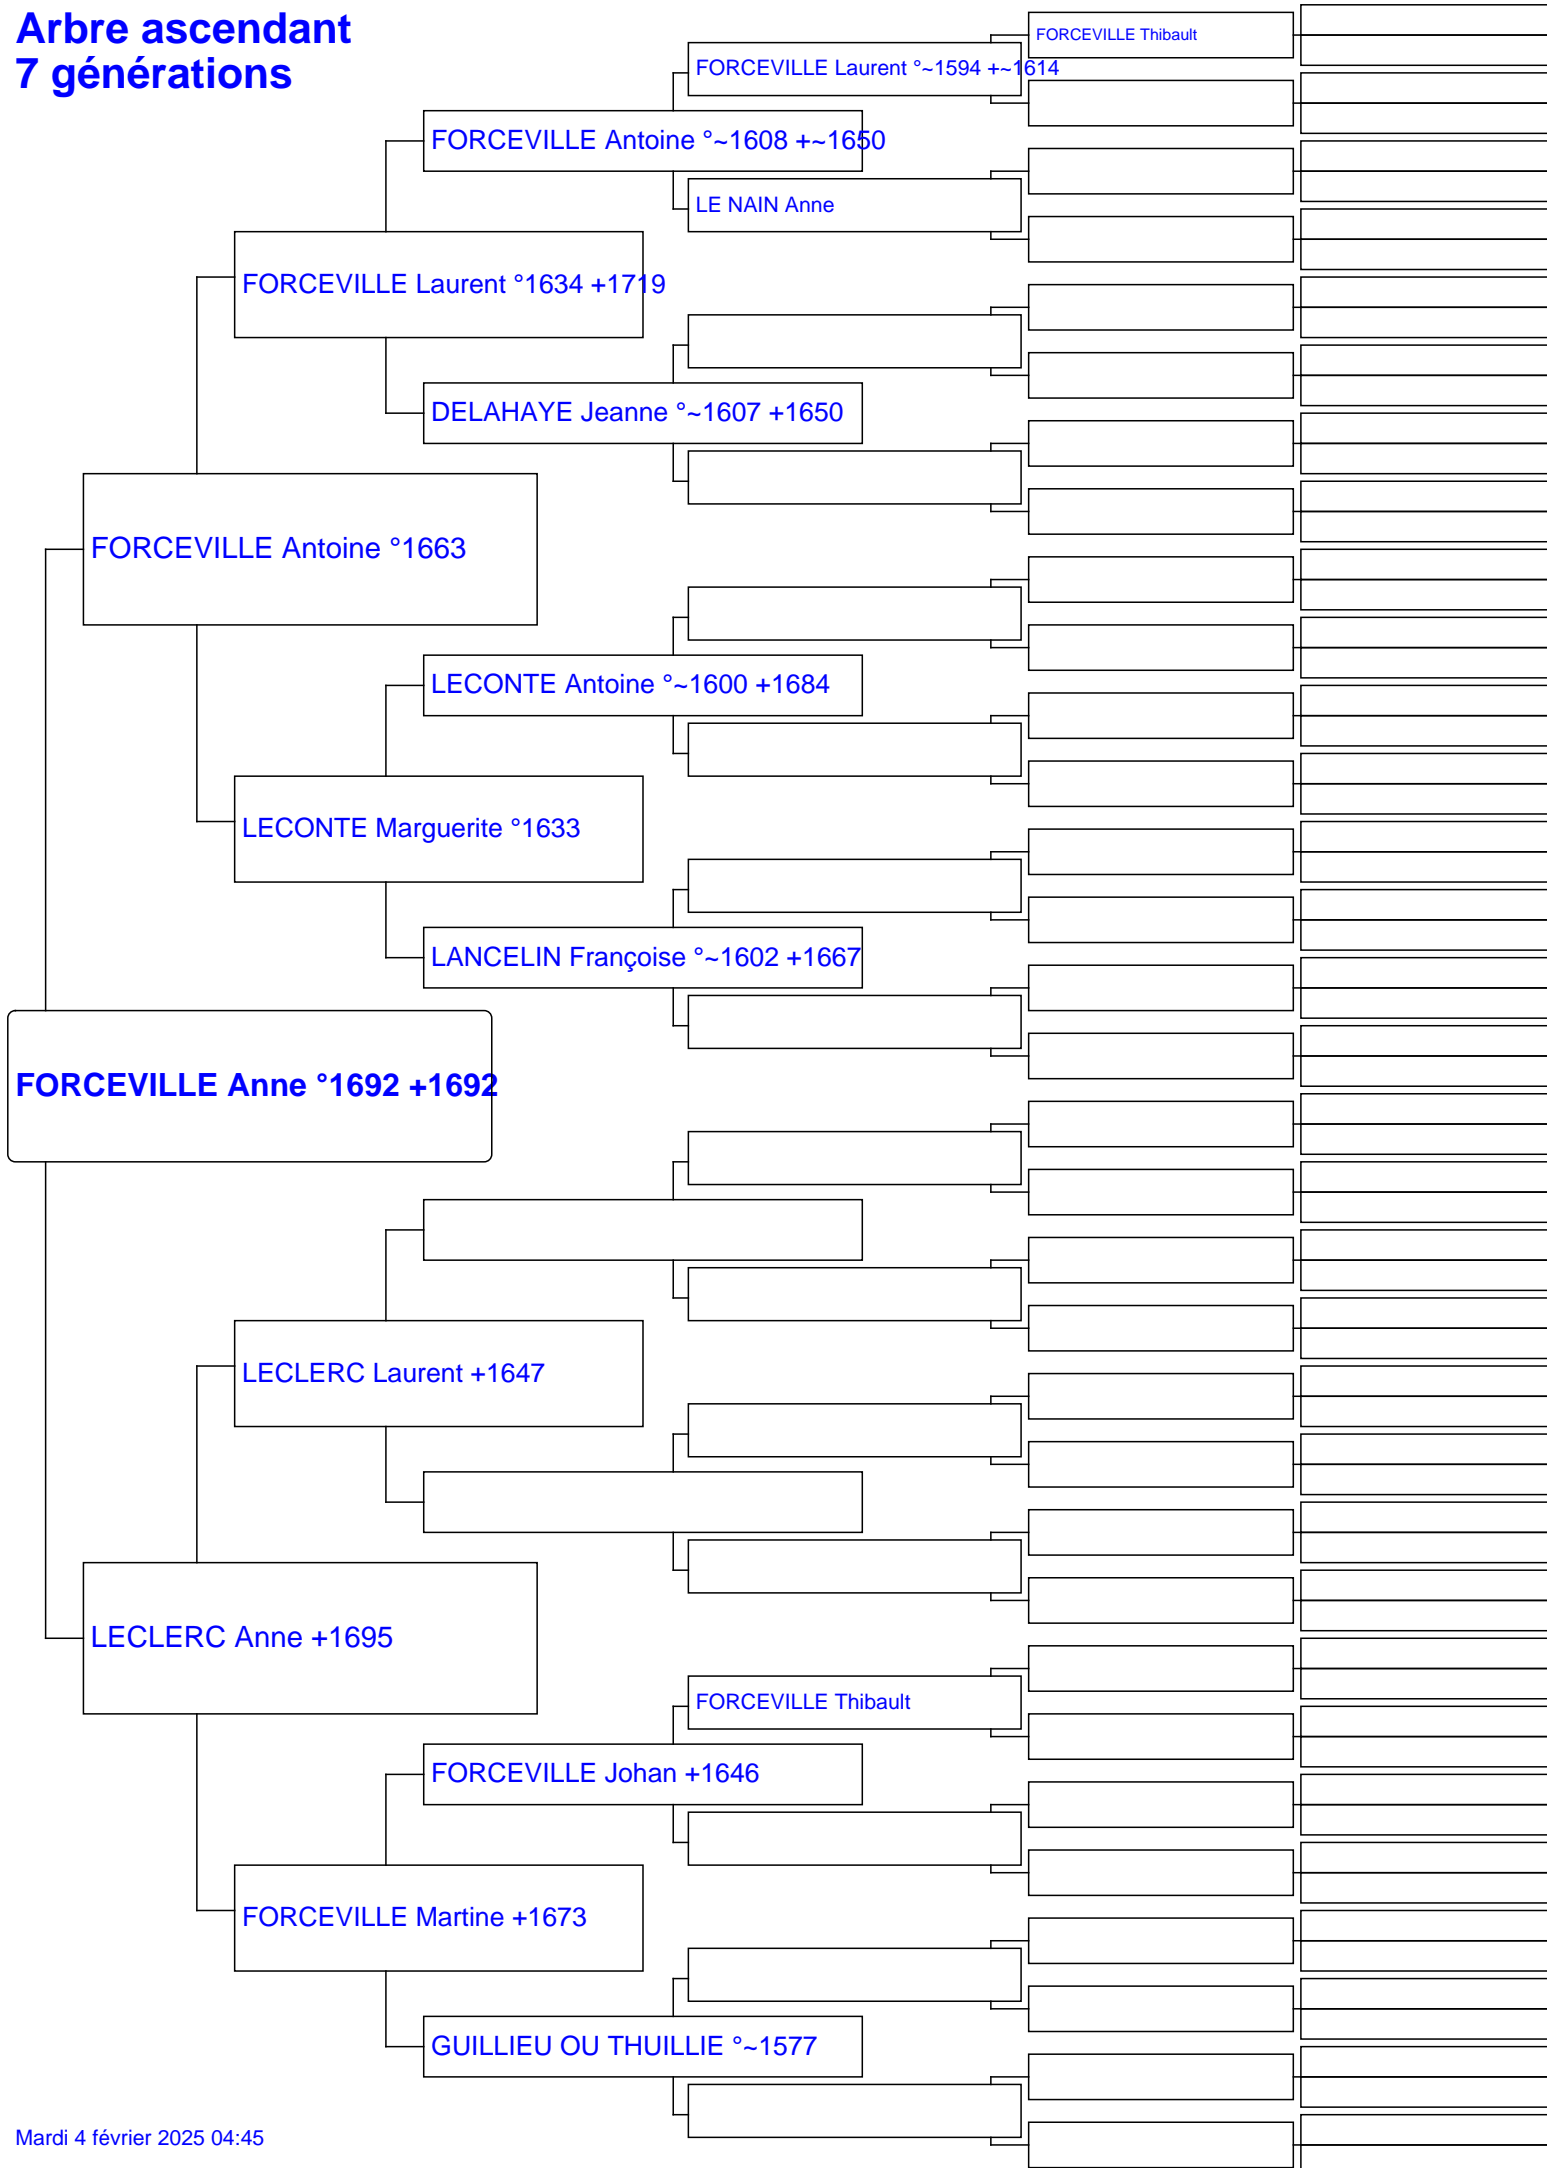 Arbre ascendant
7 générations
FORCEVILLE Thibault
FORCEVILLE Laurent °~1594 +~1614
FORCEVILLE Antoine °~1608 +~1650
LE NAIN Anne
FORCEVILLE Laurent °1634 +1719
DELAHAYE Jeanne °~1607 +1650
FORCEVILLE Antoine °1663
LECONTE Antoine °~1600 +1684
LECONTE Marguerite °1633
LANCELIN Françoise °~1602 +1667
FORCEVILLE Anne °1692 +1692
LECLERC Laurent +1647
LECLERC Anne +1695
FORCEVILLE Thibault
FORCEVILLE Johan +1646
FORCEVILLE Martine +1673
GUILLIEU OU THUILLIE °~1577
Mardi 4 février 2025 04:45